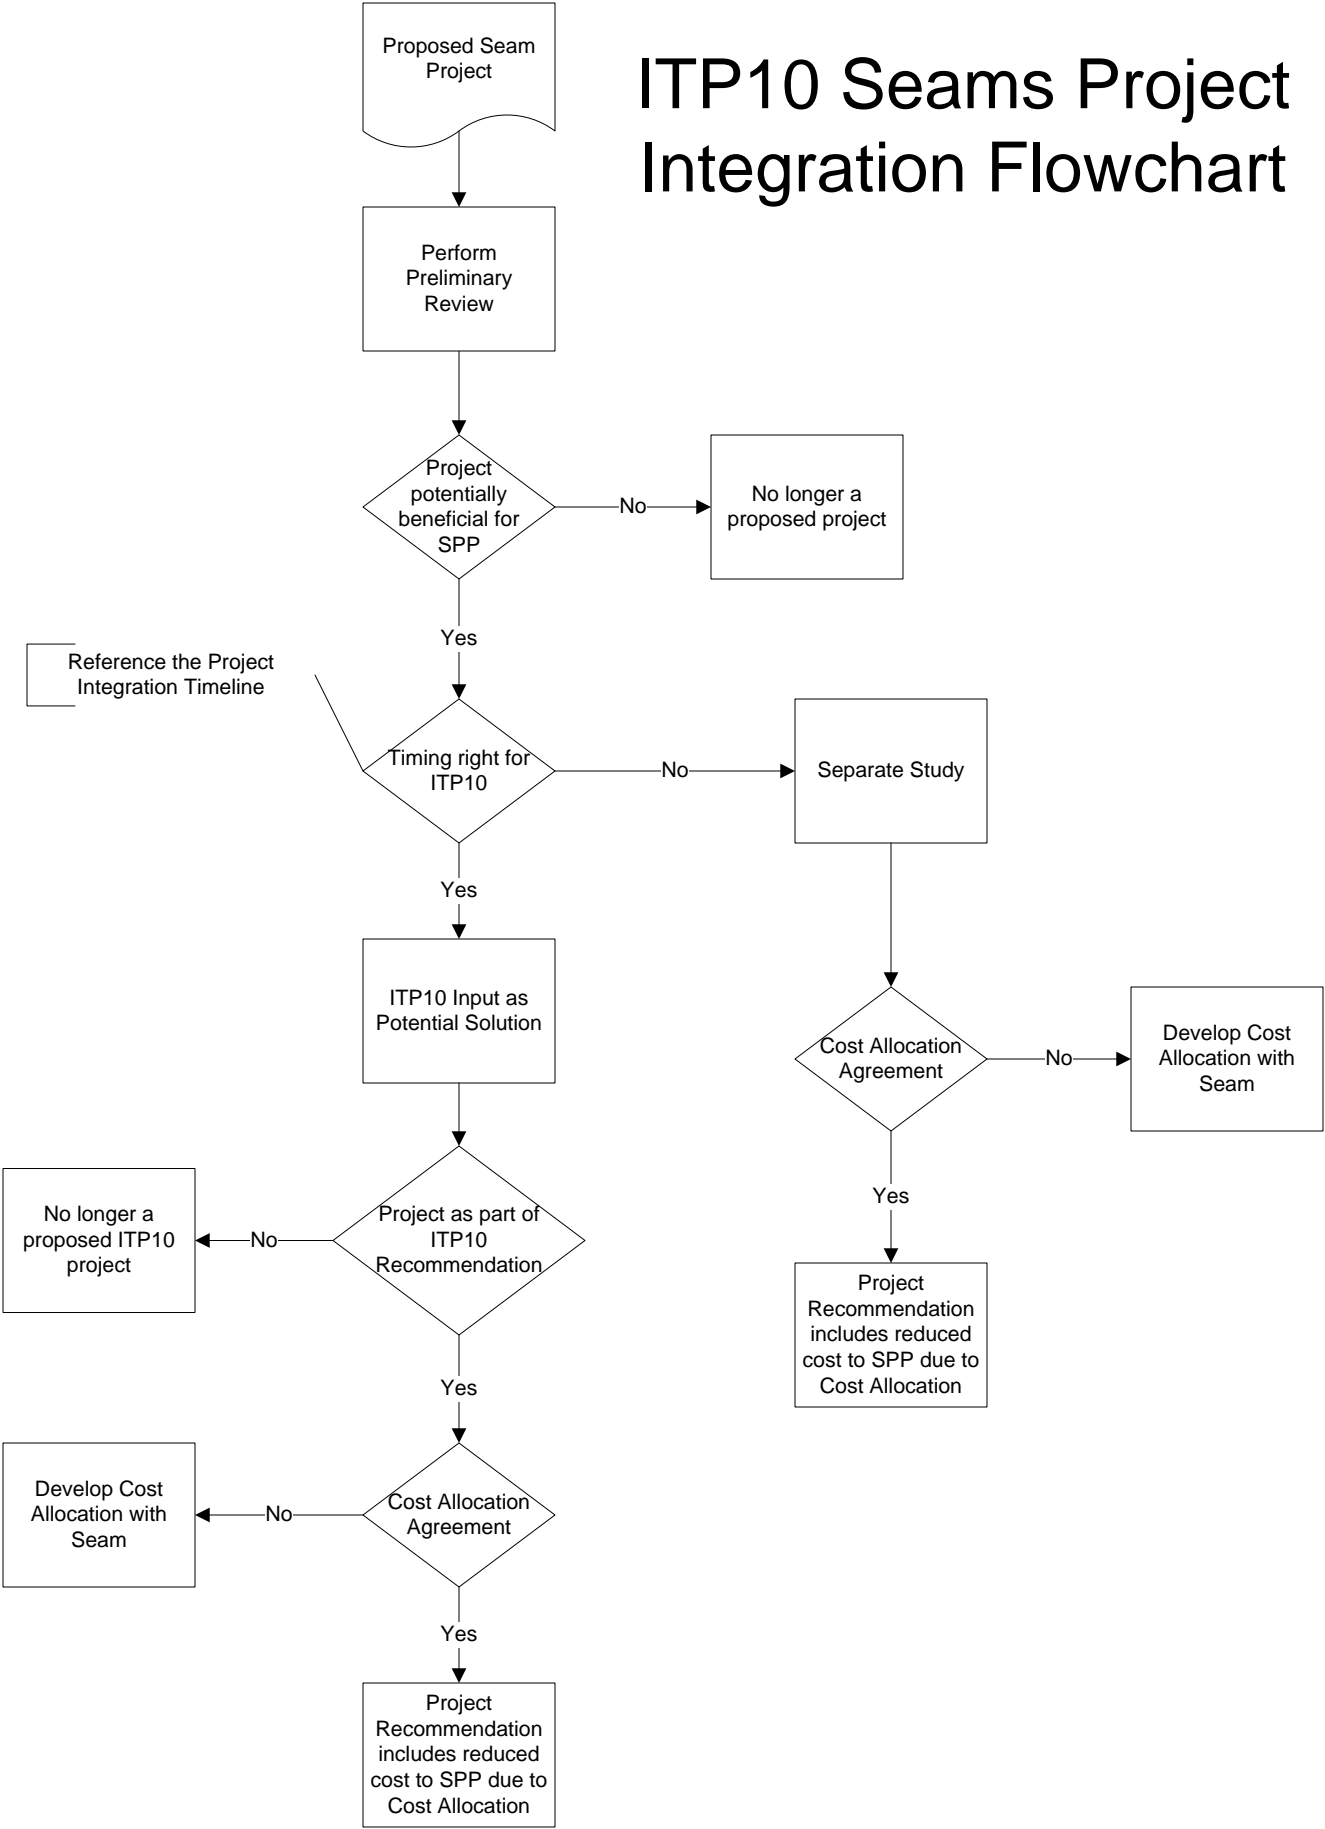 Proposed Seam
Project
ITP10 Seams Project
Integration Flowchart
Perform
Preliminary
Review
Project
potentially
beneficial for
SPP
No
No longer a
proposed project
Yes
Reference the Project
Integration Timeline
Timing right for
ITP10
No
Separate Study
Yes
ITP10 Input as
Potential Solution
Cost Allocation
Agreement
No
Develop Cost
Allocation with
Seam
Yes
Project
Recommendation
includes reduced
cost to SPP due to
Cost Allocation
Project as part of
ITP10
Recommendation
No
No longer a
proposed ITP10
project
Yes
Cost Allocation
Agreement
No
Develop Cost
Allocation with
Seam
Yes
Project
Recommendation
includes reduced
cost to SPP due to
Cost Allocation